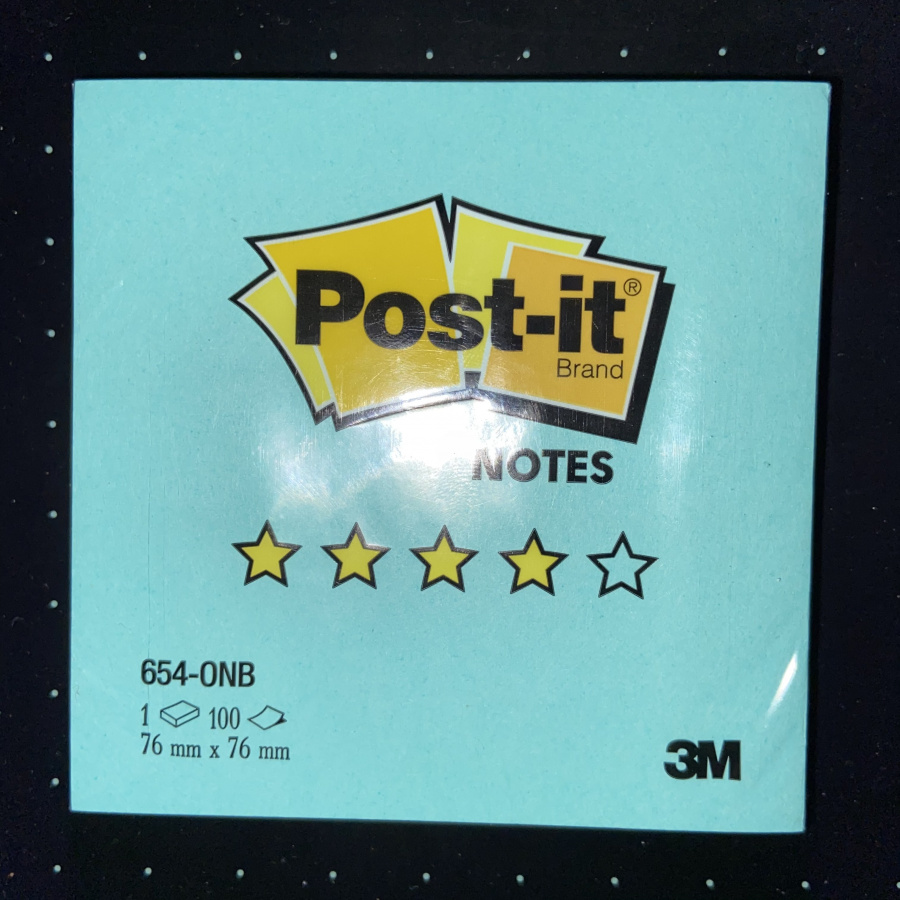 Post-it®
Brand
NOTES
654-ONB
1 100
76 mm x 76 mm
3M